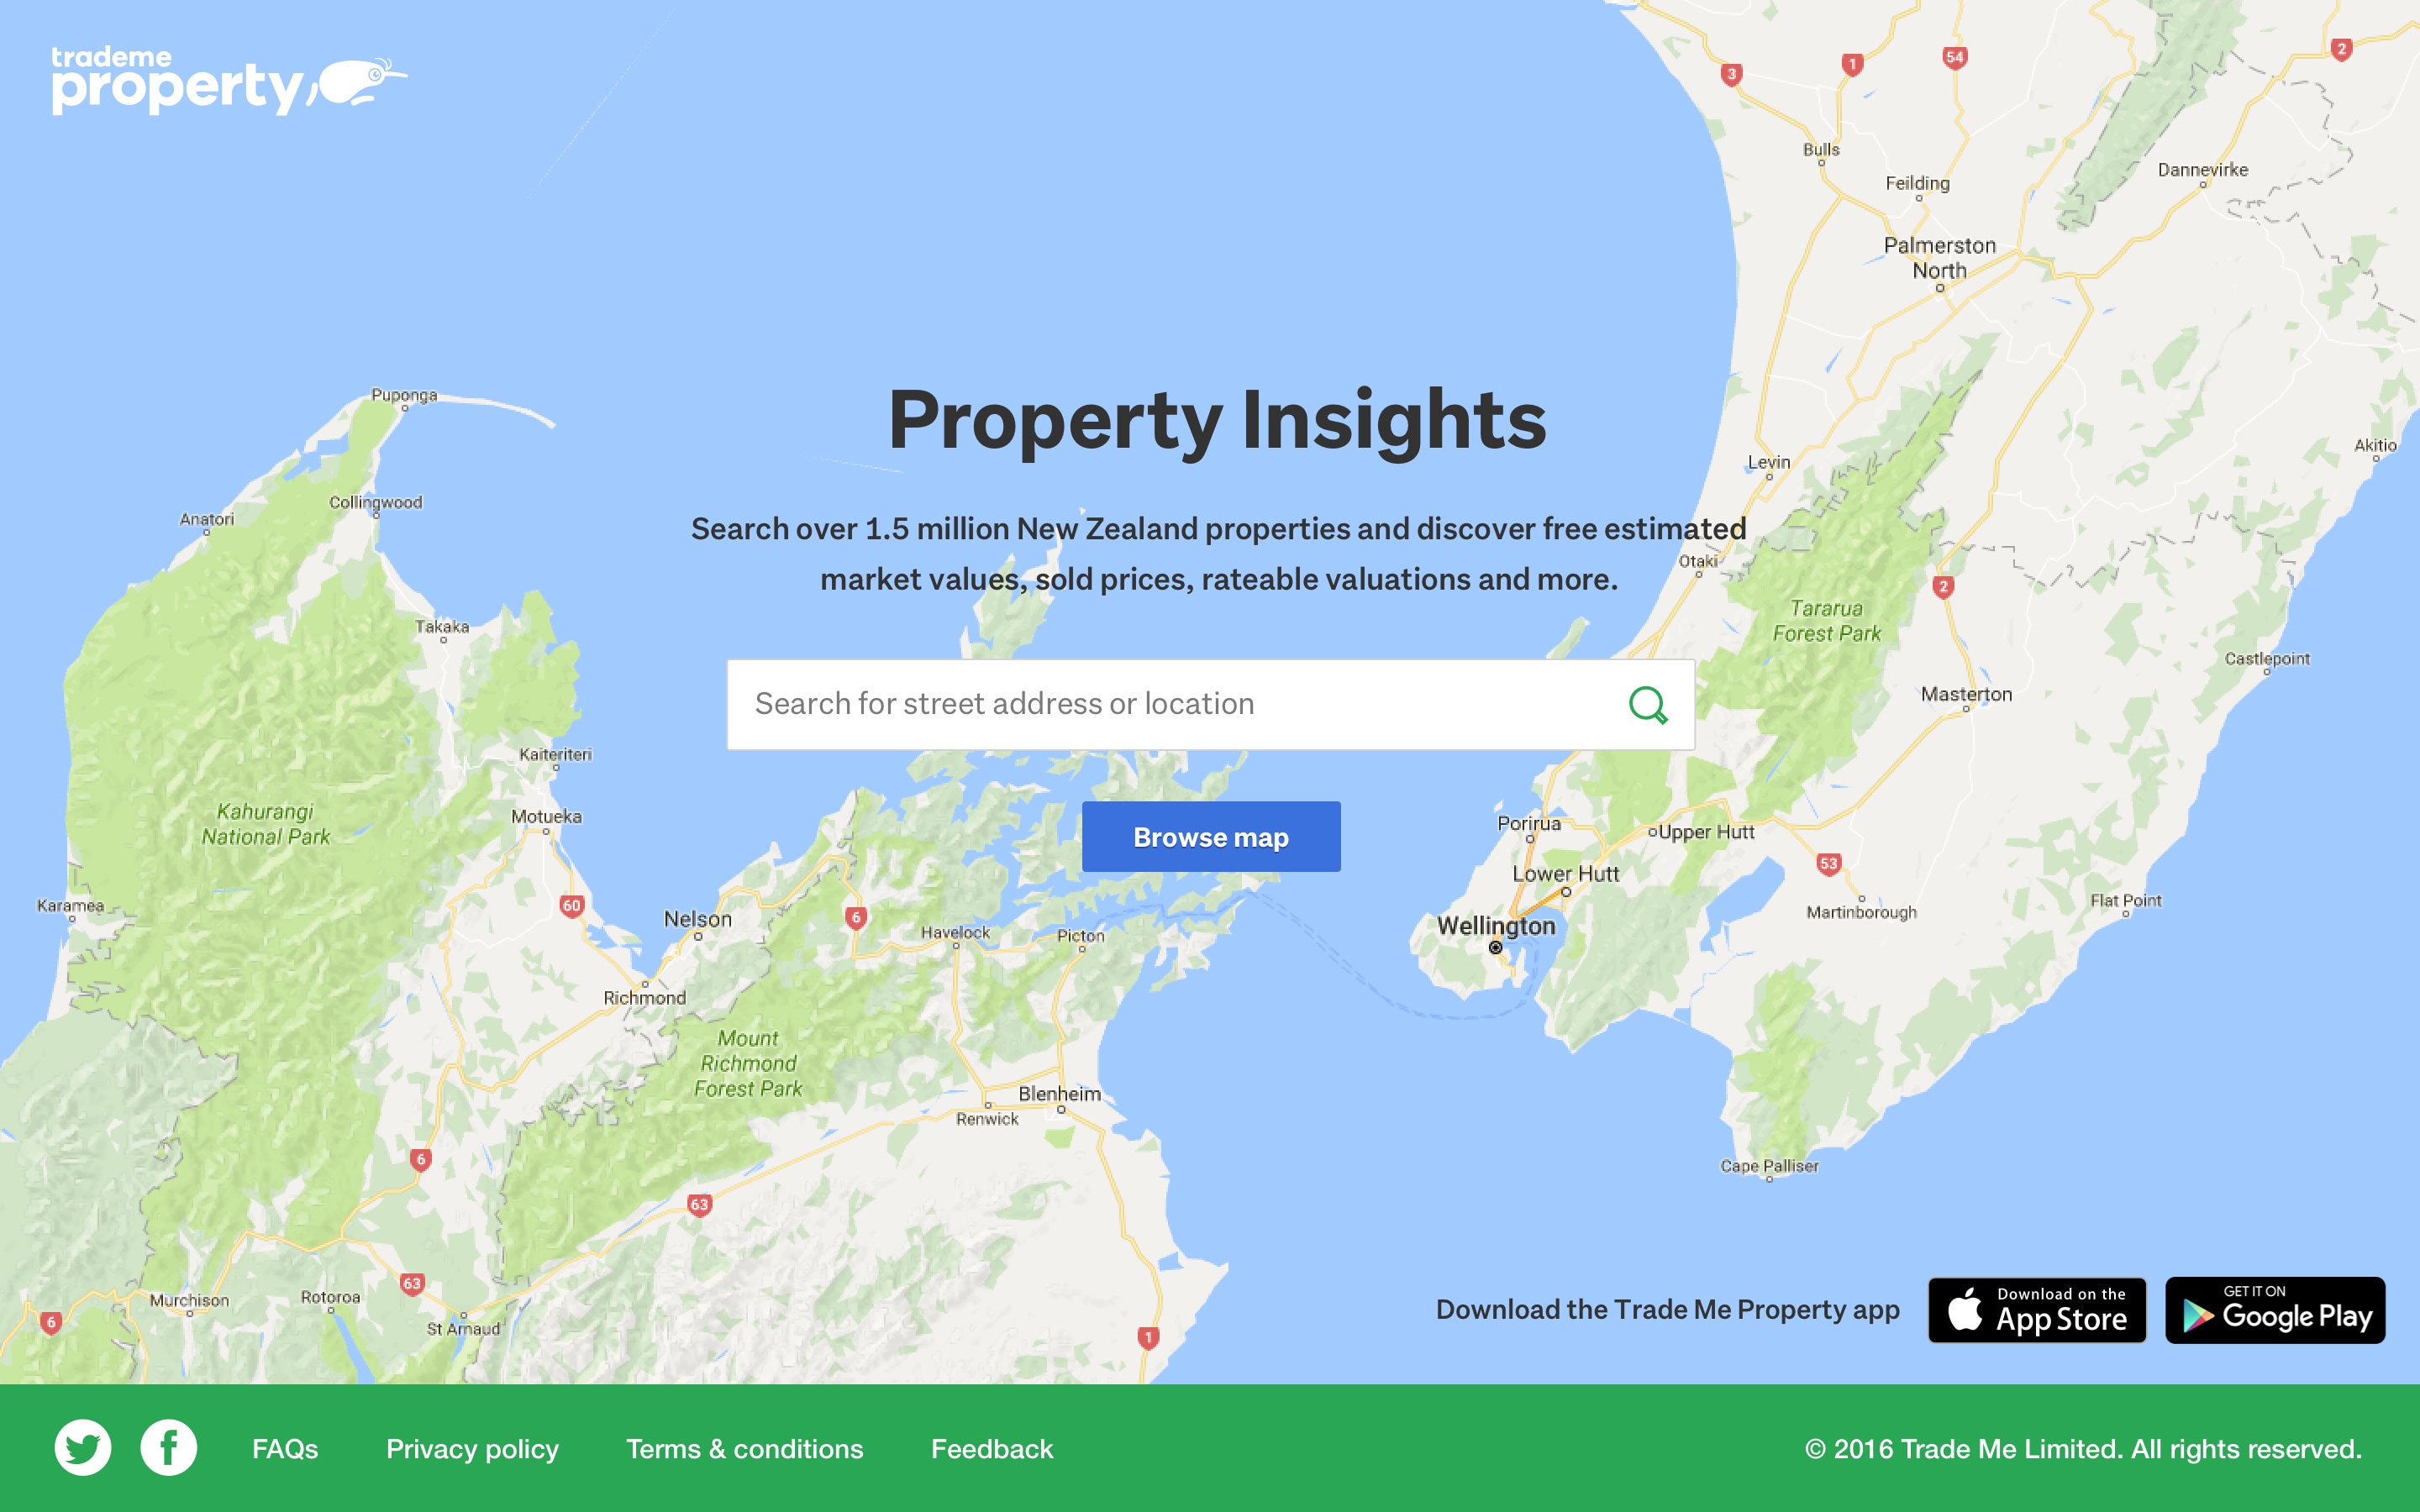 trademe
property
3
1
54
2
Bulls
Dannevirke
Feilding
Palmerston
North
Puponga
Property Insights
Akitio
Levin
Collingwood
Anatori
Search over 1.5 million New Zealand properties and discover free estimated
market values, sold prices, rateable valuations and more.
Otaki
2
Tararua
Forest Park
Takaka
Castlepoint
Masterton
Search for street address or location
Kaiteriteri
Kahurangi
National Park
Motueka
Browse map
Porirua
Upper Hutt
53
Lower Hutt
Karamea
60
Nelson
6
Havelock
Picton
Wellington
Martinborough
Flat Point
Richmond
Mount
Richmond
Forest Park
Blenheim
Renwick
6
Cape Palliser
63
63
Murchison
Rotoroa
6
St Arnaud
1
Download the Trade Me Property app
Download on the
App Store
GET IT ON
Google Play
FAQs
Privacy policy
Terms & conditions
Feedback
© 2016 Trade Me Limited. All rights reserved.